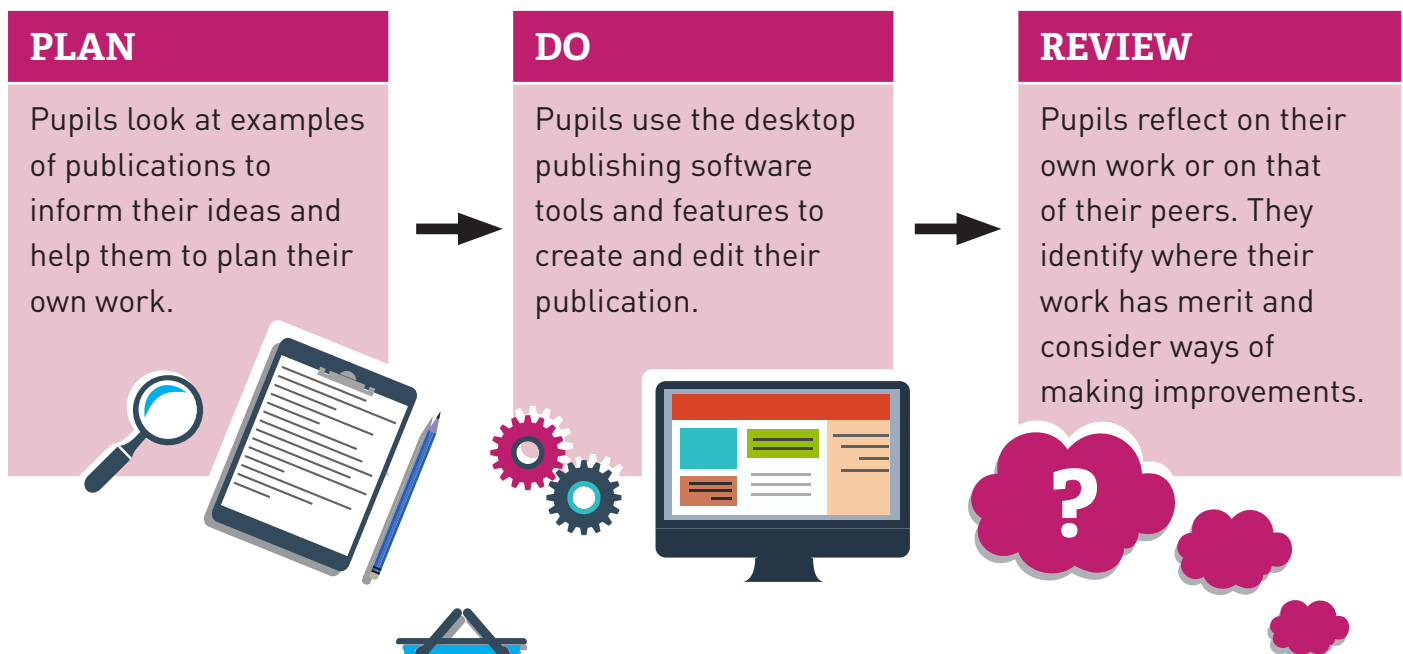 PLAN
Pupils look at examples
of publications to
inform their ideas and
help them to plan their
own work.
DO
Pupils use the desktop
publishing software
tools and features to
create and edit their
publication.
REVIEW
Pupils reflect on their
own work or on that
of their peers. They
identify where their
work has merit and
consider ways of
making improvements.
?